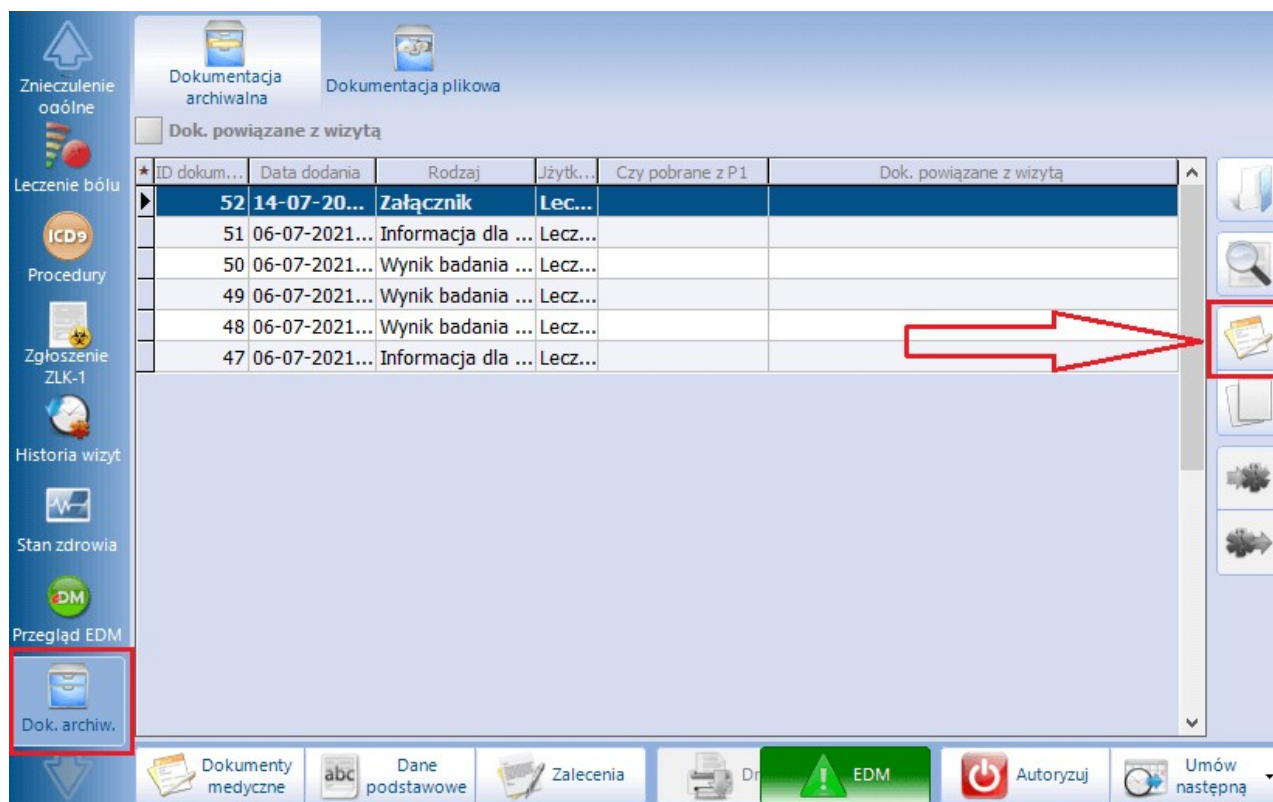 Znieczulenie
ogólne
Leczenie bólu
ICD9
Procedury
Zgłoszenie
ZLK-1
Historia wizyt
Stan zdrowia
eDM
Przegląd EDM
Dok. archiw.
Dokumentacja
archiwalna
Dokumentacja plikowa
Dok. powiązane z wizytą
* ID dokum... Data dodania Rodzaj Użytk... Czy pobrane z P1 Dok. powiązane z wizytą
52 14-07-20... Załącznik Lec...
51 06-07-2021... Informacja dla ... Lecz...
50 06-07-2021... Wynik badania ... Lecz...
49 06-07-2021... Wynik badania ... Lecz...
48 06-07-2021... Wynik badania ... Lecz...
47 06-07-2021... Informacja dla ... Lecz...
Dokumenty
medyczne
abc
Dane
podstawowe
Zalecenia
Dr
EDM
Autoryzuj
Umów
następną